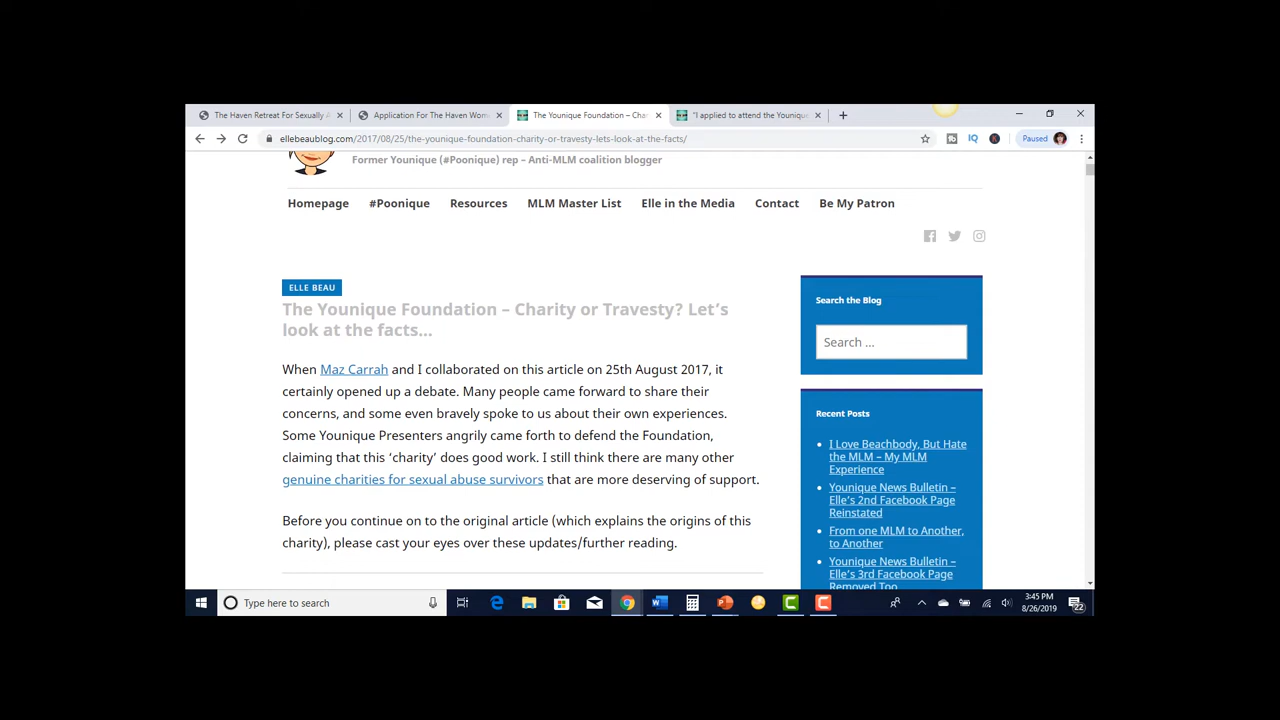 The Haven Retreat For Sexually A
Application For The Haven Wom
The Younique Foundation – Cha
"I applied to attend the Younique
ellebeaublog.com/2017/08/25/the-younique-foundation-charity-or-travesty-lets-look-at-the-facts/
IQ
Paused
Former Younique (#Poonique) rep – Anti-MLM coalition blogger
Homepage #Poonique Resources MLM Master List Elle in the Media Contact Be My Patron
ELLE BEAU
The Younique Foundation – Charity or Travesty? Let's
look at the facts…
When Maz Carrah and I collaborated on this article on 25th August 2017, it
certainly opened up a debate. Many people came forward to share their
concerns, and some even bravely spoke to us about their own experiences.
Some Younique Presenters angrily came forth to defend the Foundation,
claiming that this 'charity' does good work. I still think there are many other
genuine charities for sexual abuse survivors that are more deserving of support.
Before you continue on to the original article (which explains the origins of this
charity), please cast your eyes over these updates/further reading.
Search the Blog
Search …
Recent Posts
I Love Beachbody, But Hate
the MLM – My MLM
Experience
Younique News Bulletin –
Elle's 2nd Facebook Page
Reinstated
From one MLM to Another,
to Another
Younique News Bulletin –
Elle's 3rd Facebook Page
Removed Too
Type here to search
3:45 PM
8/26/2019
22